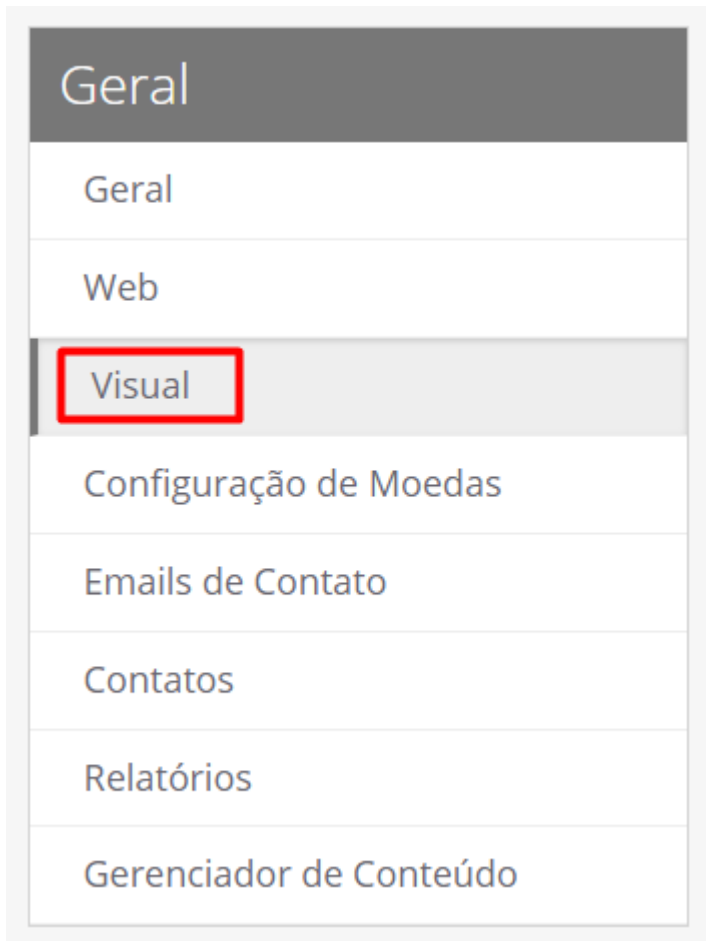 Geral
Geral
Web
Visual
Configuração de Moedas
Emails de Contato
Contatos
Relatórios
Gerenciador de Conteúdo